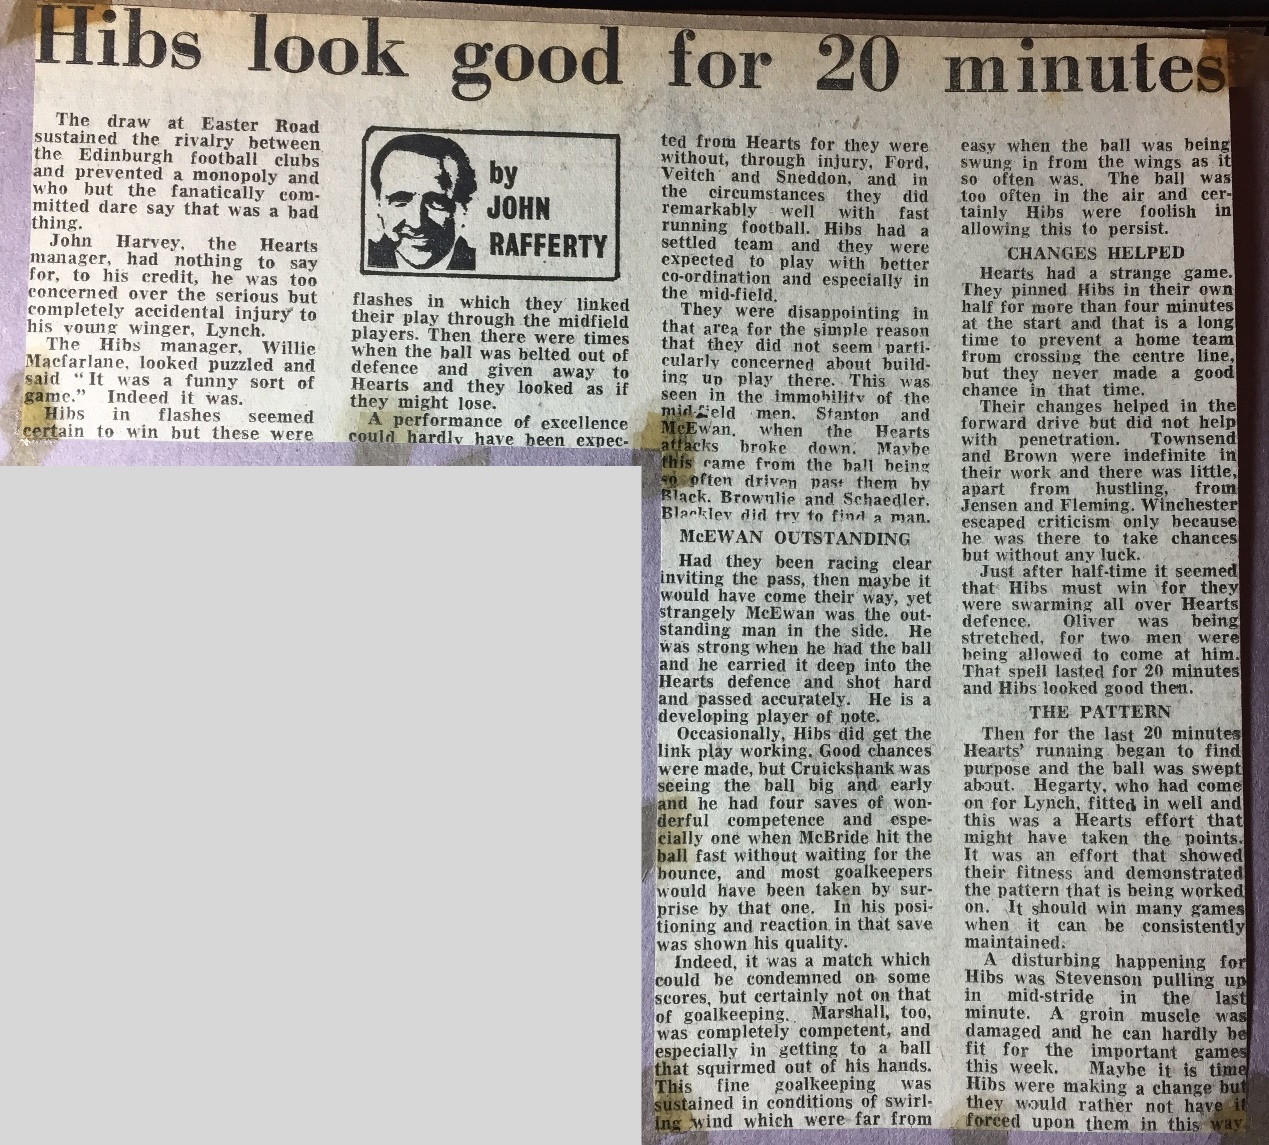 Hibs look good for 20 minutes
The draw at Easter Road
sustained the rivalry between
the Edinburgh football clubs
and prevented a monopoly and
who but the fanatically com-
mitted dare say that was a bad
thing.
John Harvey, the Hearts
manager, had nothing to say
for, to his credit, he was too
concerned over the serious but
completely accidental injury to
his young winger, Lynch.
The Hibs manager, Willie
Macfarlane, looked puzzled and
said "It was a funny sort of
game." Indeed it was.
Hibs in flashes seemed
certain to win but these were
by
JOHN
RAFFERTY
flashes in which they linked
their play through the midfield
players. Then there were times
when the ball was belted out of
defence and given away to
Hearts and they looked as if
they might lose.
A performance of excellence
could hardly have been expec-
ted from Hearts for they were
without, through injury, Ford,
Veitch and Sneddon, and in
the circumstances they did
remarkably well with fast
running football. Hibs had a
settled team and they were
expected to play with better
co-ordination and especially in
the mid-field.
They were disappointing in
that area for the simple reason
that they did not seem parti-
cularly concerned about build-
ing up play there. This was
seen in the immobility of the
mid-field men. Stanton and
McEwan, when the Hearts
attacks broke down. Maybe
this came from the ball being
so often driven past them by
Black. Brownlie and Schaedler.
Blackley did try to find a man.
McEWAN OUTSTANDING
Had they been racing clear
inviting the pass, then maybe it
would have come their way, yet
strangely McEwan was the out-
standing man in the side. He
was strong when he had the ball
and he carried it deep into the
Hearts defence and shot hard
and passed accurately. He is a
developing player of note.
Occasionally, Hibs did get the
link play working. Good chances
were made, but Cruickshank was
seeing the ball big and early
and he had four saves of won-
derful competence and espe-
cially one when McBride hit the
ball fast without waiting for the
bounce, and most goalkeepers
would have been taken by sur-
prise by that one. In his posi-
tioning and reaction in that save
was shown his quality.
Indeed, it was a match which
could be condemned on some
scores, but certainly not on that
of goalkeeping. Marshall, too,
was completely competent, and
especially in getting to a ball
that squirmed out of his hands.
This fine goalkeeping was
sustained in conditions of swirl-
ing wind which were far from
easy when the ball was being
swung in from the wings as it
so often was. The ball was
too often in the air and cer-
tainly Hibs were foolish in
allowing this to persist.
CHANGES HELPED
Hearts had a strange game.
They pinned Hibs in their own
half for more than four minutes
at the start and that is a long
time to prevent a home team
from crossing the centre line,
but they never made a good
chance in that time.
Their changes helped in the
forward drive but did not help
with penetration. Townsend
and Brown were indefinite in
their work and there was little,
apart from hustling, from
Jensen and Fleming. Winchester
escaped criticism only because
he was there to take chances
but without any luck.
Just after half-time it seemed
that Hibs must win for they
were swarming all over Hearts
defence. Oliver was being
stretched, for two men were
being allowed to come at him.
That spell lasted for 20 minutes
and Hibs looked good then.
THE PATTERN
Then for the last 20 minutes
Hearts' running began to find
purpose and the ball was swept
about. Hegarty, who had come
on for Lynch, fitted in well and
this was a Hearts effort that
might have taken the points.
It was an effort that showed
their fitness and demonstrated
the pattern that is being worked
on. It should win many games
when it can be consistently
maintained.
A disturbing happening for
Hibs was Stevenson pulling up
in mid-stride in the last
minute. A groin muscle was
damaged and he can hardly be
fit for the important games
this week. Maybe it is time
Hibs were making a change but
they would rather not have it
forced upon them in this way.